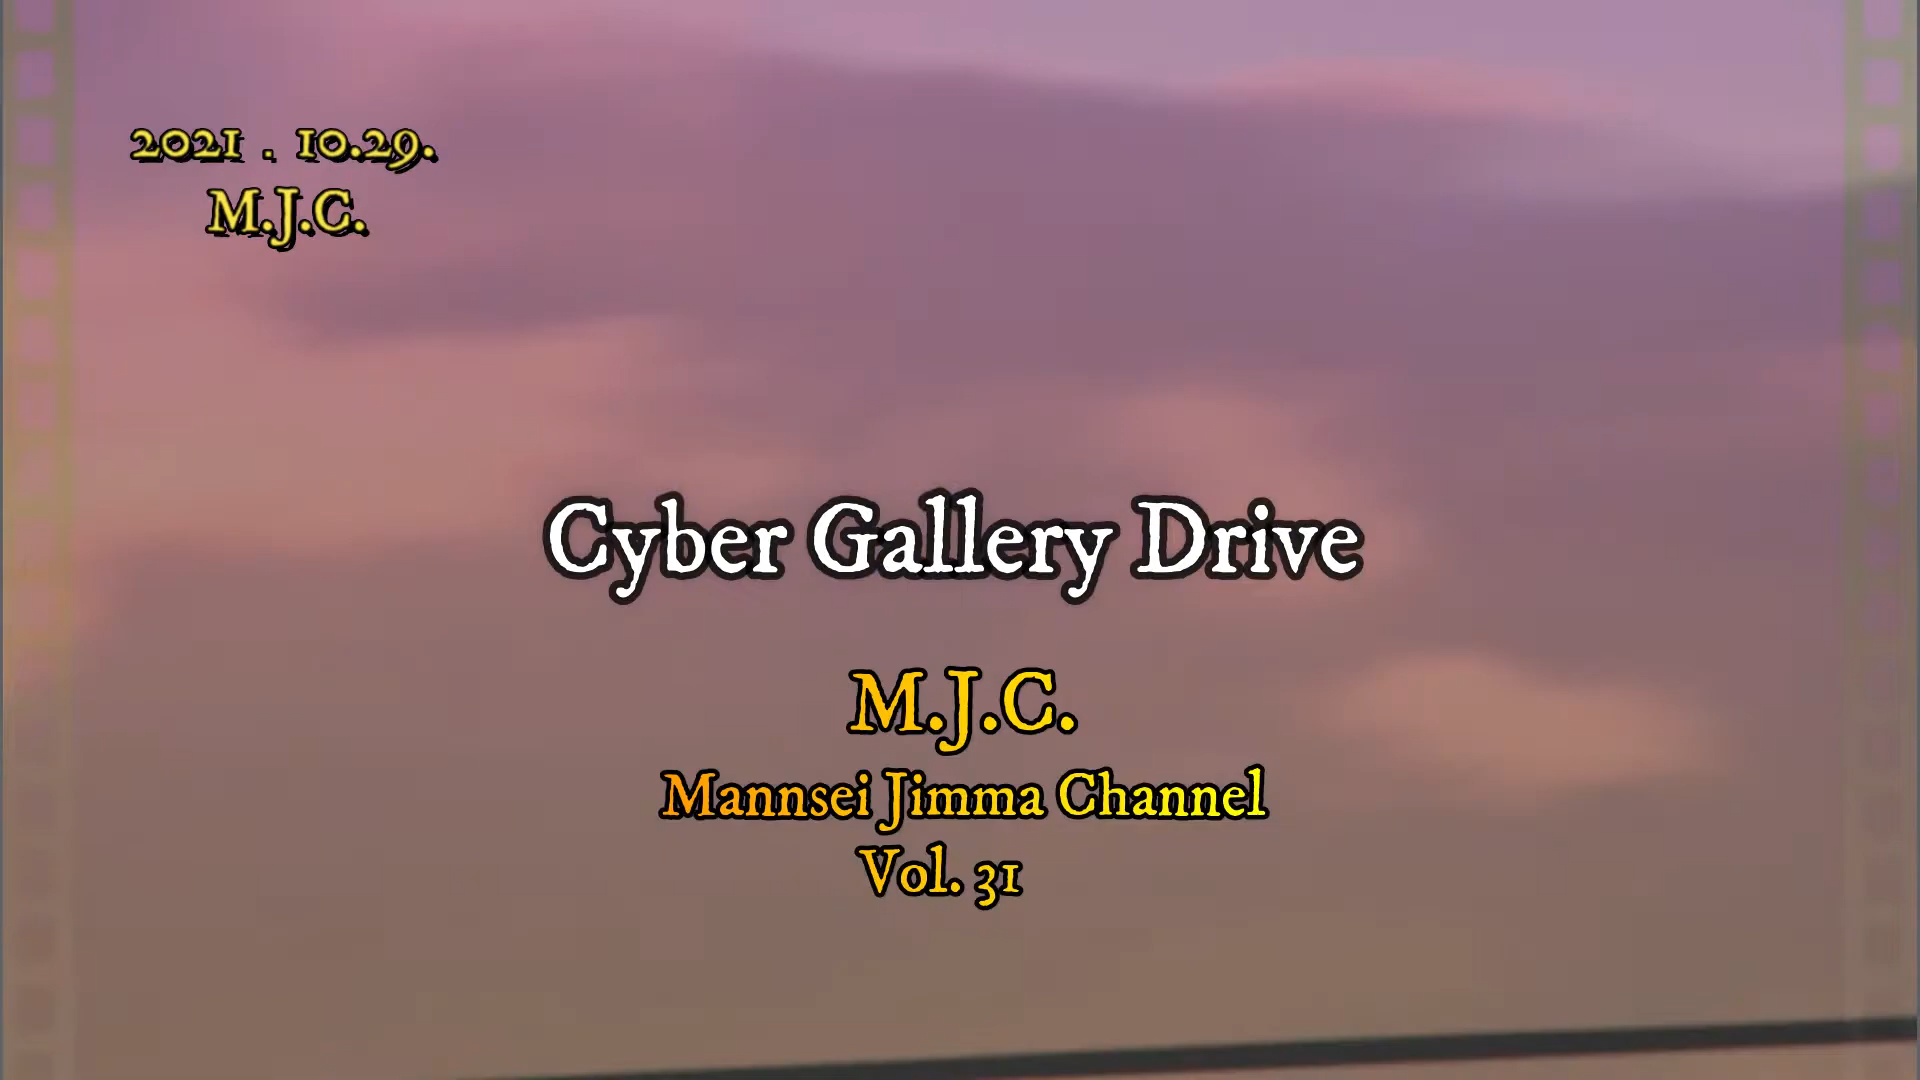 2021 . 10.29.
M.J.C.
Cyber Gallery Drive
M.J.C.
Mannsei Jimma Channel
Vol. 31